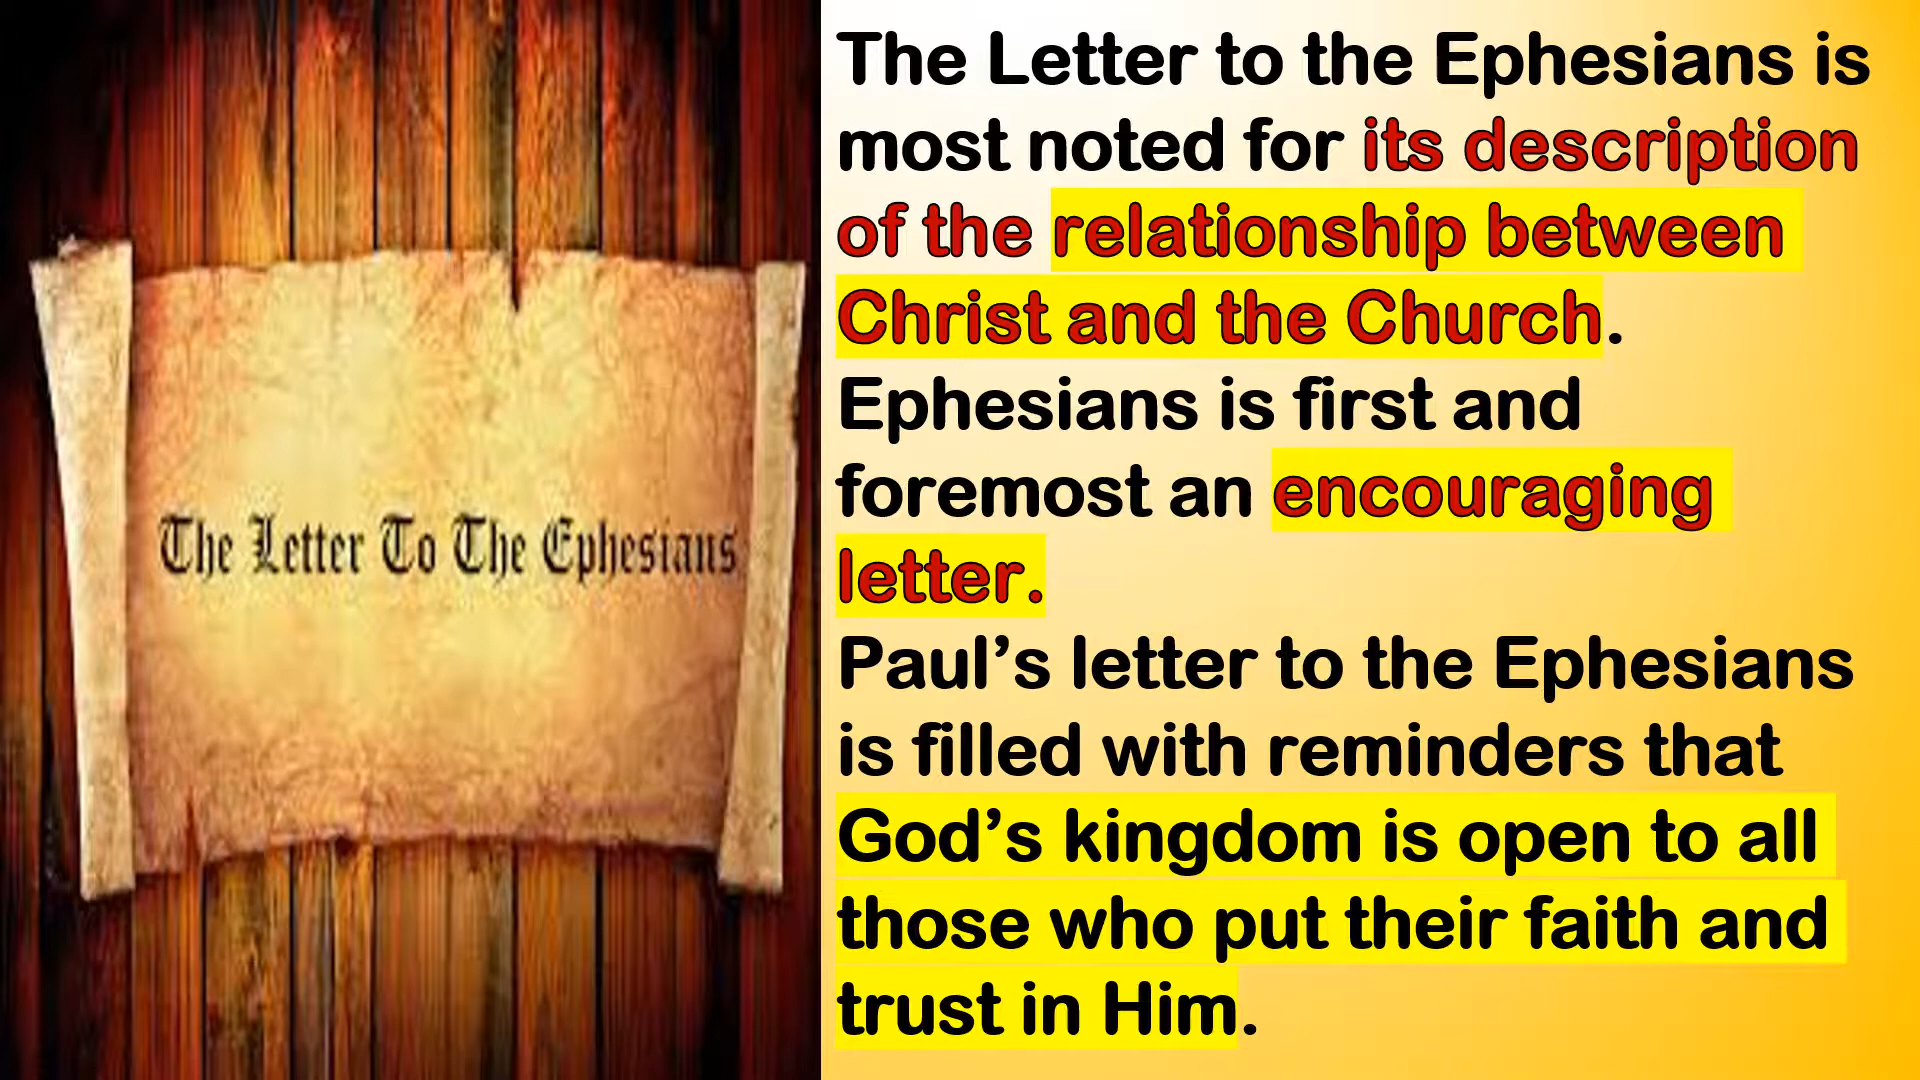 The Letter To The Ephesians
The Letter to the Ephesians is
most noted for its description
of the relationship between
Christ and the Church.
Ephesians is first and
foremost an encouraging
letter.
Paul’s letter to the Ephesians
is filled with reminders that
God’s kingdom is open to all
those who put their faith and
trust in Him.